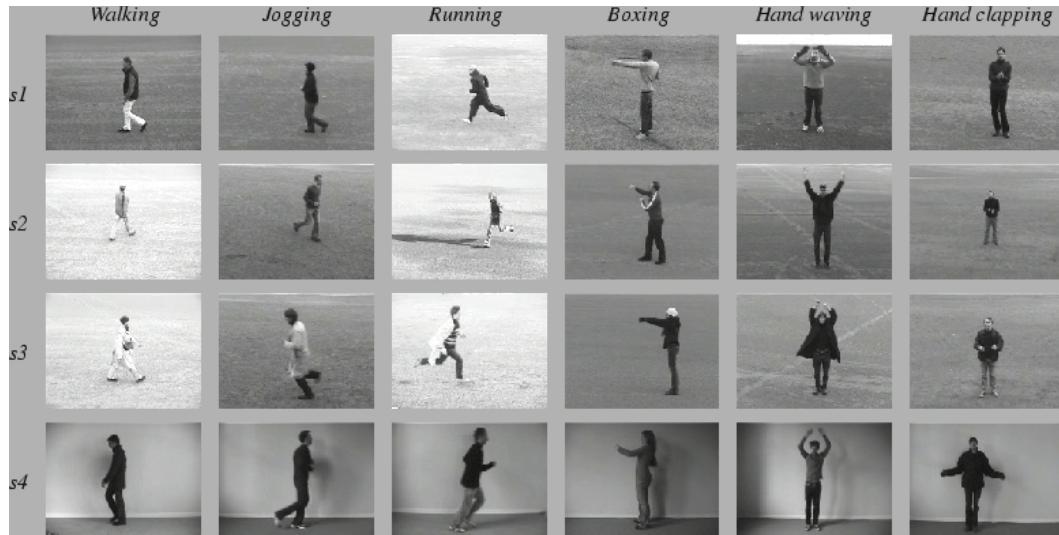 Walking Jogging Running Boxing Hand waving Hand clapping
s1
s2
s3
s4